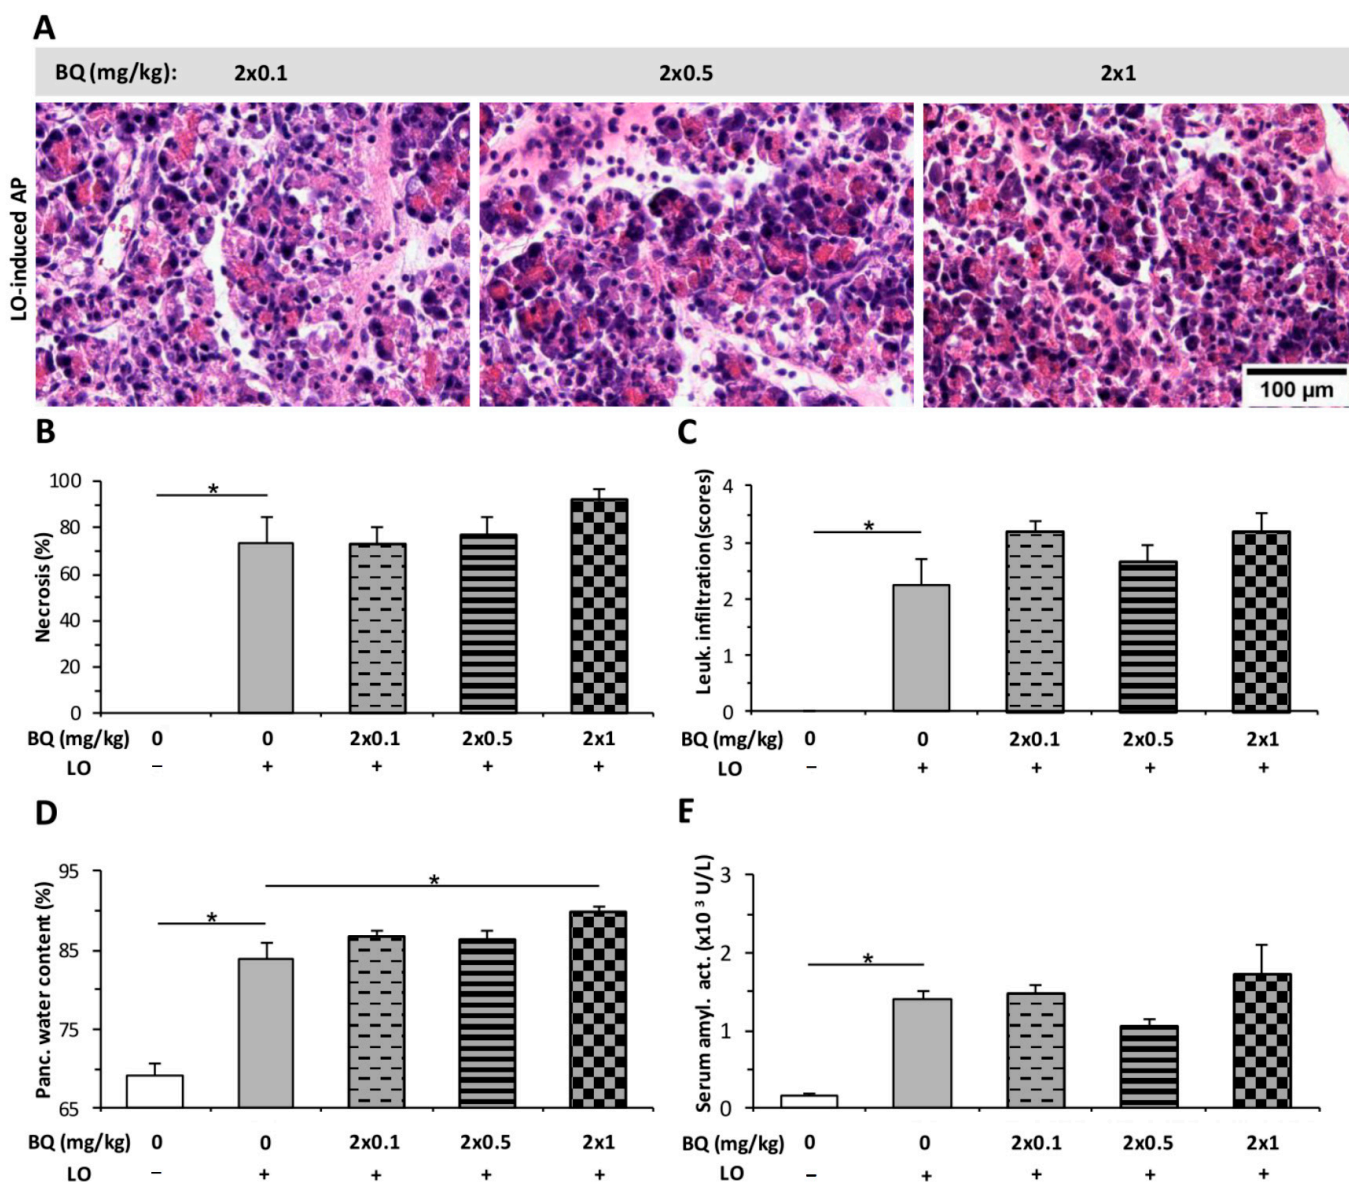 A
BQ (mg/kg): 2x0.1 2x0.5 2x1
LO-induced AP
100 µm
B
Necrosis (%)
100
80
60
40
20
0
*
BQ (mg/kg) 0 0 2x0.1 2x0.5 2x1
LO – + + + +
C
Leuk. infiltration (scores)
4
3
2
1
0
*
BQ (mg/kg) 0 0 2x0.1 2x0.5 2x1
LO – + + + +
D
Panc. water content (%)
95
85
75
65
*
*
BQ (mg/kg) 0 0 2x0.1 2x0.5 2x1
LO – + + + +
E
Serum amyl. act. (x10 ³ U/L)
3
2
1
0
*
BQ (mg/kg) 0 0 2x0.1 2x0.5 2x1
LO – + + + +